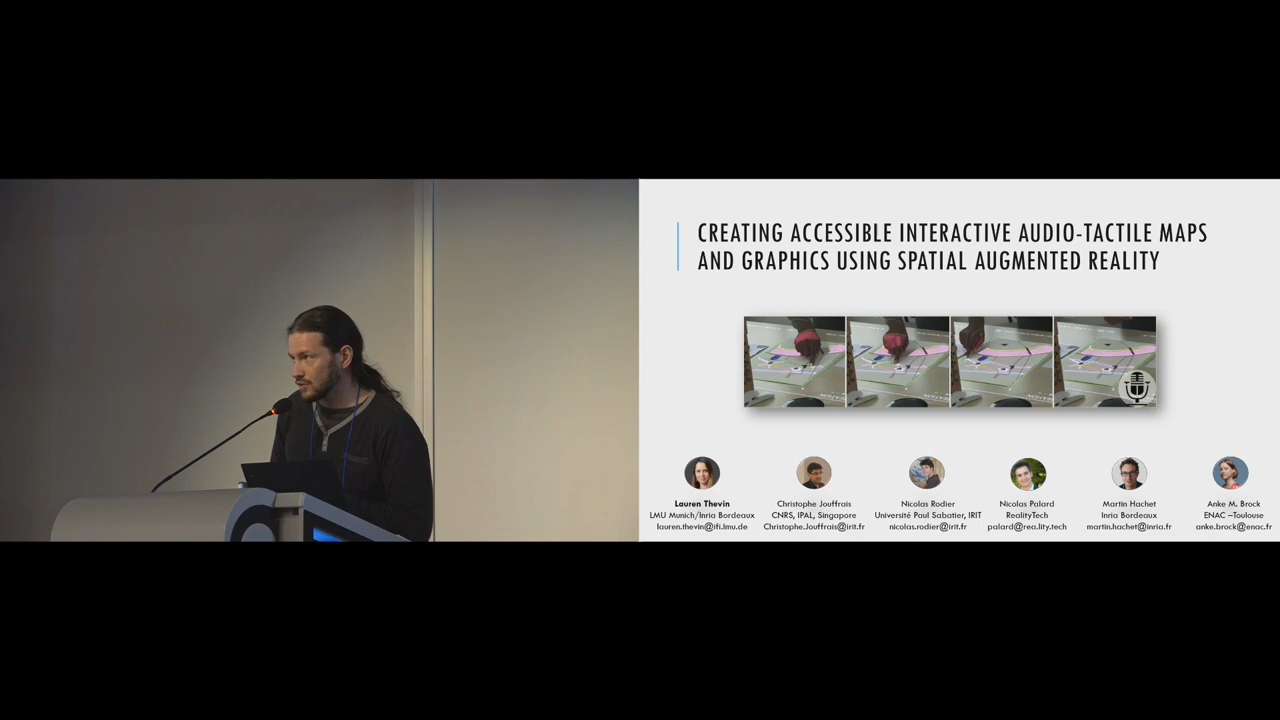 CREATING ACCESSIBLE INTERACTIVE AUDIO-TACTILE MAPS
AND GRAPHICS USING SPATIAL AUGMENTED REALITY
Lauren Thevin
LMU Munich/Inria Bordeaux
lauren.thevin@ifi.lmu.de
Christophe Jouffrais
CNRS, IPAL, Singapore
Christophe.Jouffrais@irit.fr
Nicolas Rodier
Université Paul Sabatier, IRIT
nicolas.rodier@irit.fr
Nicolas Palard
RealityTech
palard@rea.lity.tech
Martin Hachet
Inria Bordeaux
martin.hachet@inria.fr
Anke M. Brock
ENAC –Toulouse
anke.brock@enac.fr